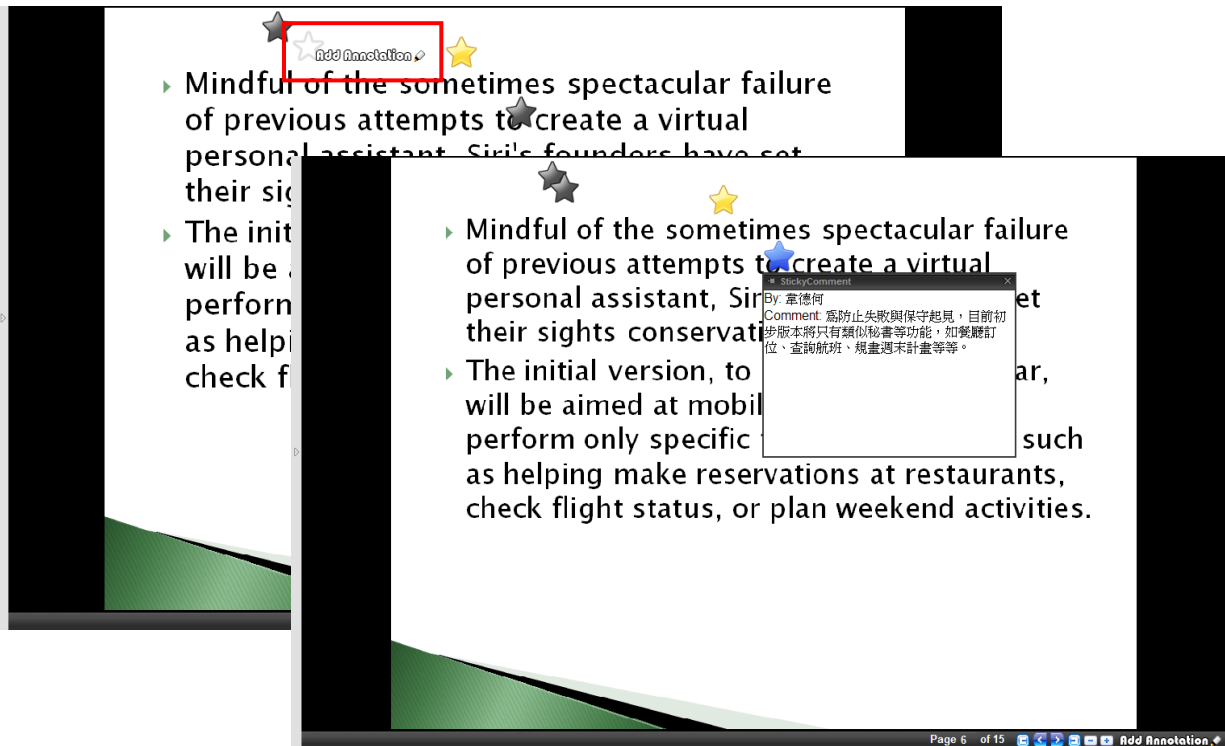 Add Annotation
Mindful of the sometimes spectacular failure
of previous attempts to create a virtual
personal assistant, Siri's founders have set
their sig
The init
will be
perform
as helpi
check f
Mindful of the sometimes spectacular failure
of previous attempts to create a virtual
personal assistant, Sir et
their sights conservati
The initial version, to ar,
will be aimed at mobil
perform only specific such
as helping make reservations at restaurants,
check flight status, or plan weekend activities.
StickyComment
By: 韋德何
Comment: 為防止失敗與保守起見，目前初
步版本將只有類似秘書等功能，如餐廳訂
位、查詢航班、規畫週末計畫等等。
Page 6 of 15 Add Annotation